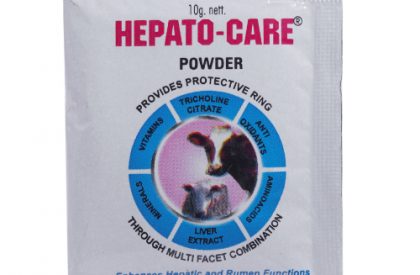 10g. nett.
HEPATO-CARE®
POWDER
PROVIDES PROTECTIVE RING
TRICHOLINE
CITRATE
VITAMINS
ANTI
OXIDANTS
MINERALS
AMINOACIDS
LIVER
EXTRACT
THROUGH MULTI FACET COMBINATION
Enhances Hepatic and Rumen Functions